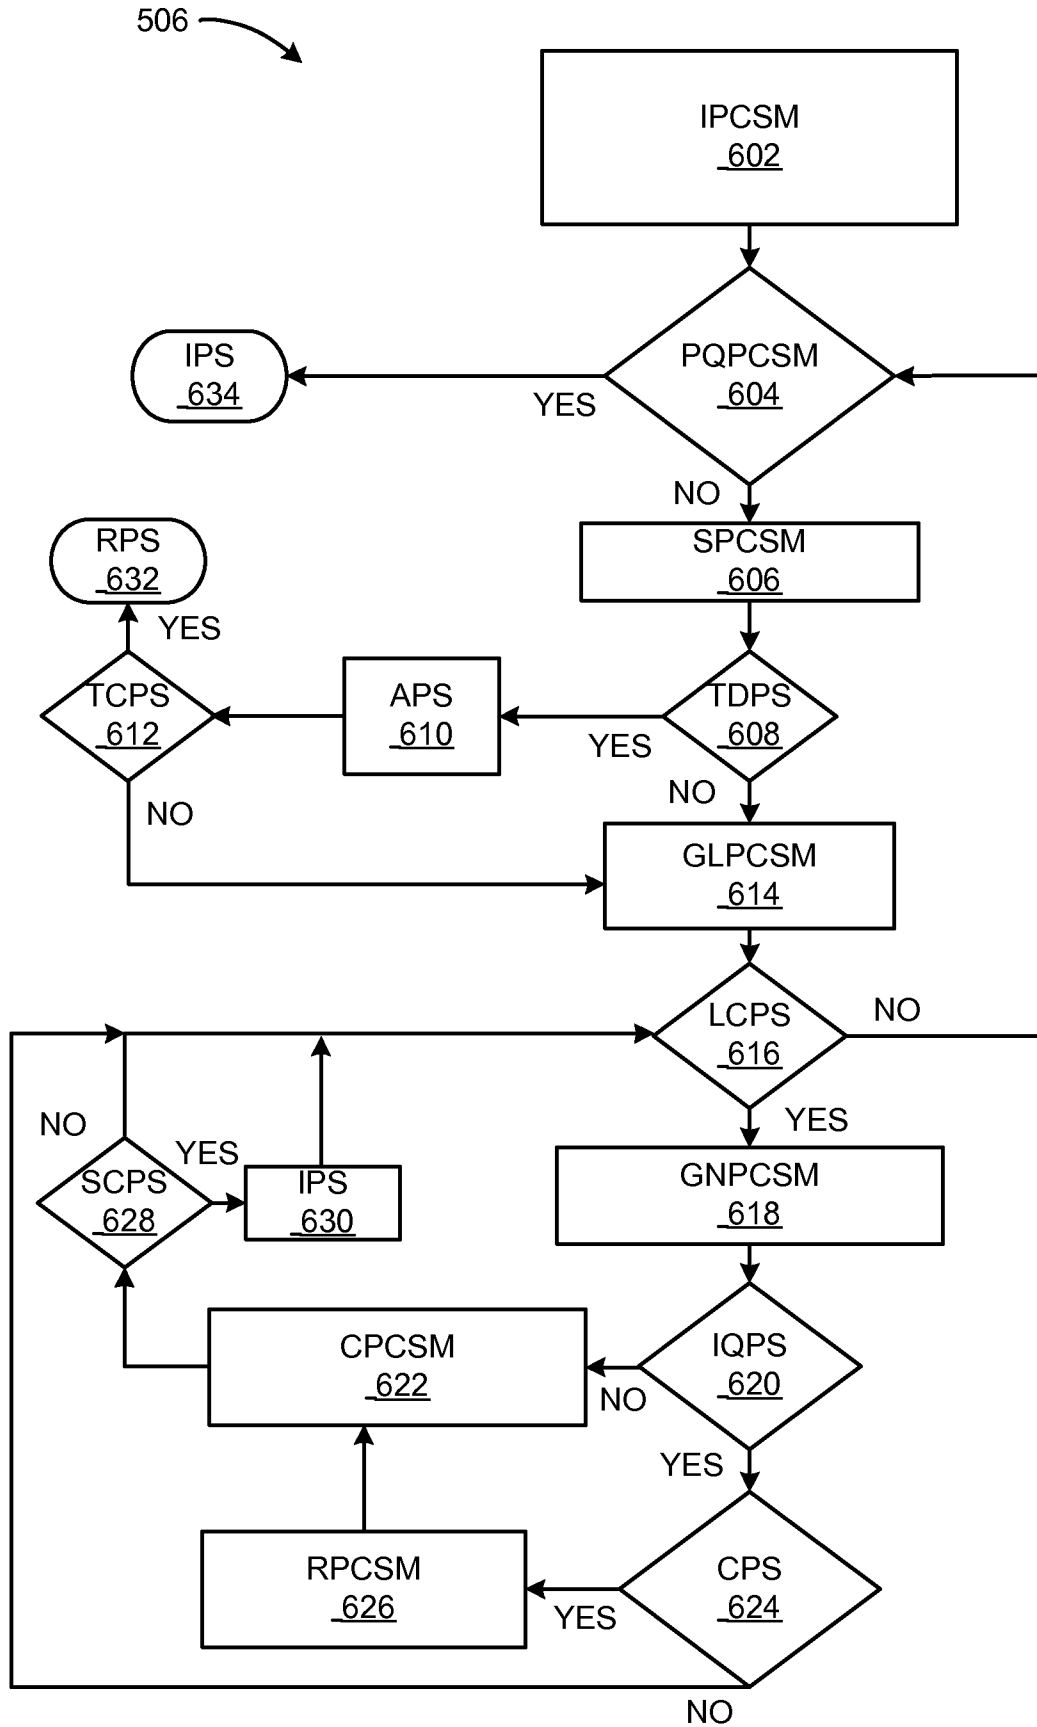 506
IPCSM
602
IPS
634
PQPCSM
604
YES
NO
RPS
632
SPCSM
606
YES
TCPS
612
APS
610
TDPS
608
YES
NO
NO
GLPCSM
614
LCPS
616
NO
NO
YES
YES
SCPS
628
IPS
630
GNPCSM
618
CPCSM
622
IQPS
620
NO
YES
RPCSM
626
CPS
624
YES
NO